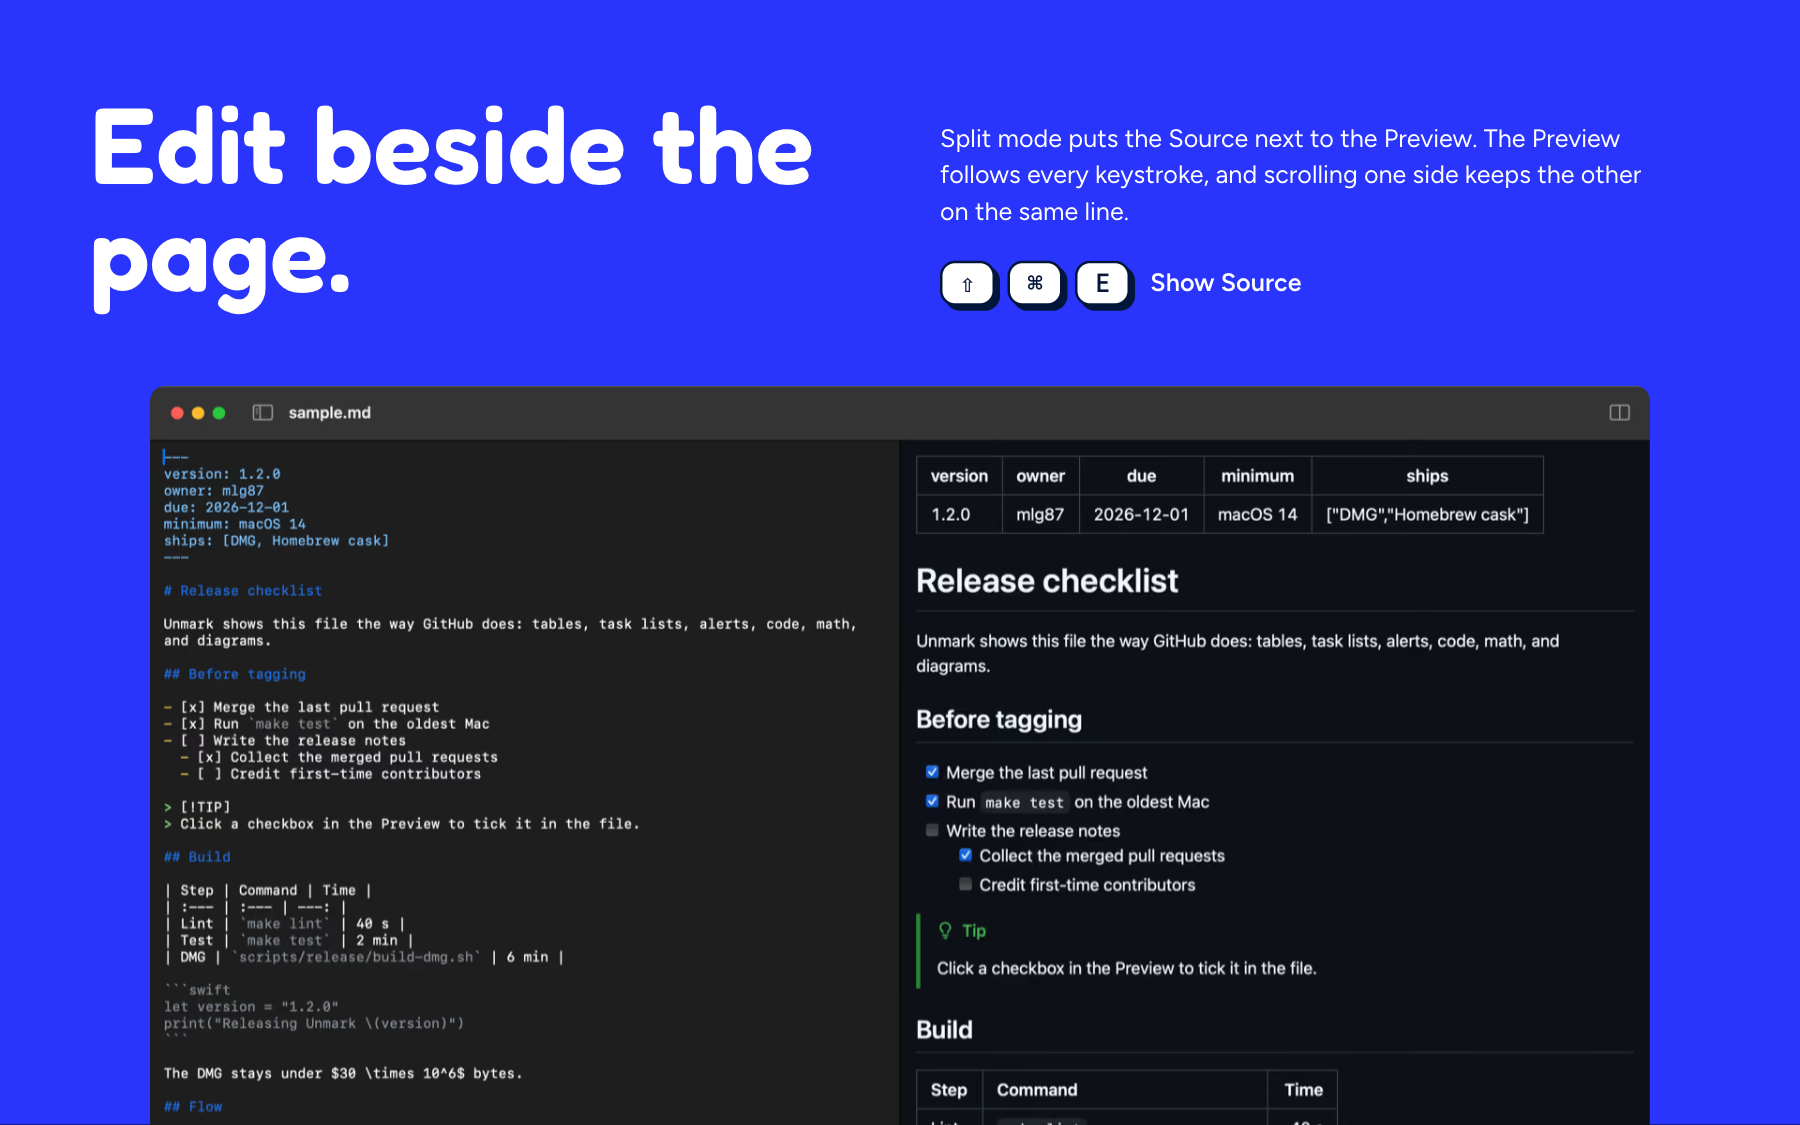 Edit beside the
page.
Split mode puts the Source next to the Preview. The Preview
follows every keystroke, and scrolling one side keeps the other
on the same line.
⇧ ⌘ E Show Source
sample.md
---
version: 1.2.0
owner: mlg87
due: 2026-12-01
minimum: macOS 14
ships: [DMG, Homebrew cask]
---
# Release checklist
Unmark shows this file the way GitHub does: tables, task lists, alerts, code, math,
and diagrams.
## Before tagging
- [x] Merge the last pull request
- [x] Run `make test` on the oldest Mac
- [ ] Write the release notes
  - [x] Collect the merged pull requests
  - [ ] Credit first-time contributors
> [!TIP]
> Click a checkbox in the Preview to tick it in the file.
## Build
| Step | Command | Time |
| :--- | :--- | ---: |
| Lint | `make lint` | 40 s |
| Test | `make test` | 2 min |
| DMG | `scripts/release/build-dmg.sh` | 6 min |
```swift
let version = "1.2.0"
print("Releasing Unmark \(version)")
```
The DMG stays under $30 \times 10^6$ bytes.
## Flow
version owner due minimum ships
1.2.0 mlg87 2026-12-01 macOS 14 ["DMG","Homebrew cask"]
Release checklist
Unmark shows this file the way GitHub does: tables, task lists, alerts, code, math, and
diagrams.
Before tagging
Merge the last pull request
Run make test on the oldest Mac
Write the release notes
Collect the merged pull requests
Credit first-time contributors
Tip
Click a checkbox in the Preview to tick it in the file.
Build
Step Command Time